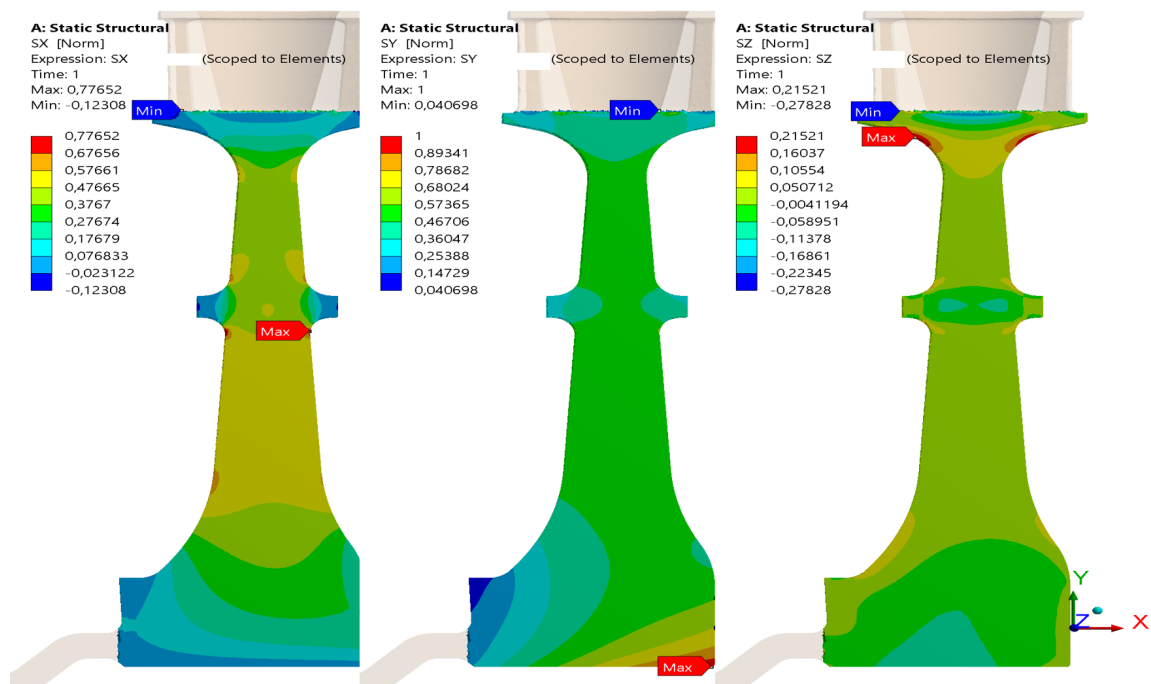 A: Static Structural
SX [Norm]
Expression: SX (Scoped to Elements)
Time: 1
Max: 0,77652
Min: -0,12308
Min
0,77652
0,67656
0,57661
0,47665
0,3767
0,27674
0,17679
0,076833
-0,023122
-0,12308
Max
A: Static Structural
SY [Norm]
Expression: SY (Scoped to Elements)
Time: 1
Max: 1
Min: 0,040698
Min
1
0,89341
0,78682
0,68024
0,57365
0,46706
0,36047
0,25388
0,14729
0,040698
Max
A: Static Structural
SZ [Norm]
Expression: SZ (Scoped to Elements)
Time: 1
Max: 0,21521
Min: -0,27828
Min
Max
0,21521
0,16037
0,10554
0,050712
-0,0041194
-0,058951
-0,11378
-0,16861
-0,22345
-0,27828
Y
Z
X